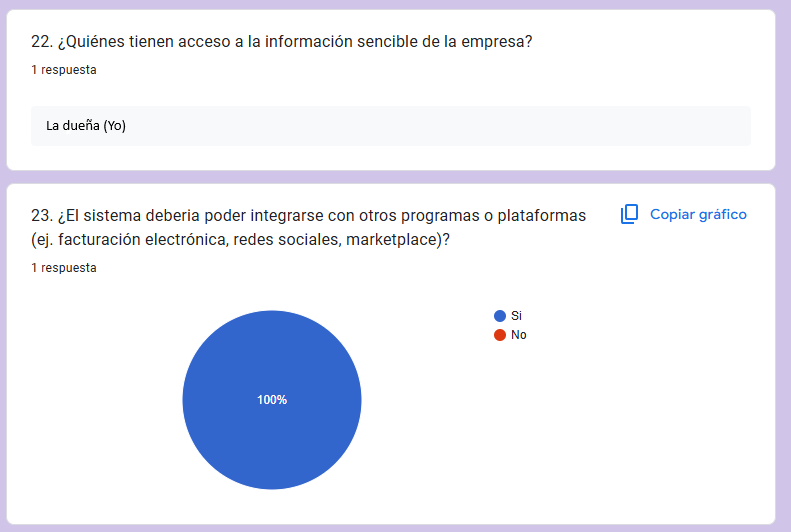 22. ¿Quiénes tienen acceso a la información sencible de la empresa?
1 respuesta
La dueña (Yo)
23. ¿El sistema deberia poder integrarse con otros programas o plataformas
(ej. facturación electrónica, redes sociales, marketplace)?
Copiar gráfico
1 respuesta
Si
No
100%